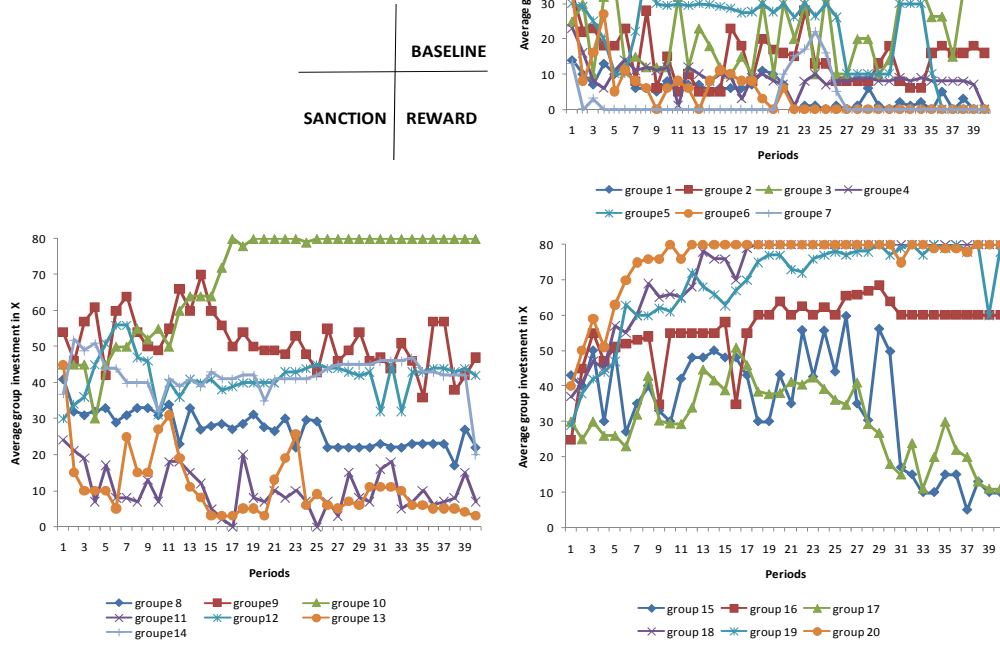 BASELINE
SANCTION REWARD
Average g
30
20
10
0
1 3 5 7 9 11 13 15 17 19 21 23 25 27 29 31 33 35 37 39
Periods
groupe 1 groupe 2 groupe 3 groupe4
groupe5 groupe6 groupe 7
Average group investment in X
80
70
60
50
40
30
20
10
0
1 3 5 7 9 11 13 15 17 19 21 23 25 27 29 31 33 35 37 39
Periods
groupe 8 groupe9 groupe 10
groupe11 group12 groupe 13
groupe14
Average group investment in X
80
70
60
50
40
30
20
10
0
1 3 5 7 9 11 13 15 17 19 21 23 25 27 29 31 33 35 37 39
Periods
group 15 group 16 group 17
group 18 group 19 group 20